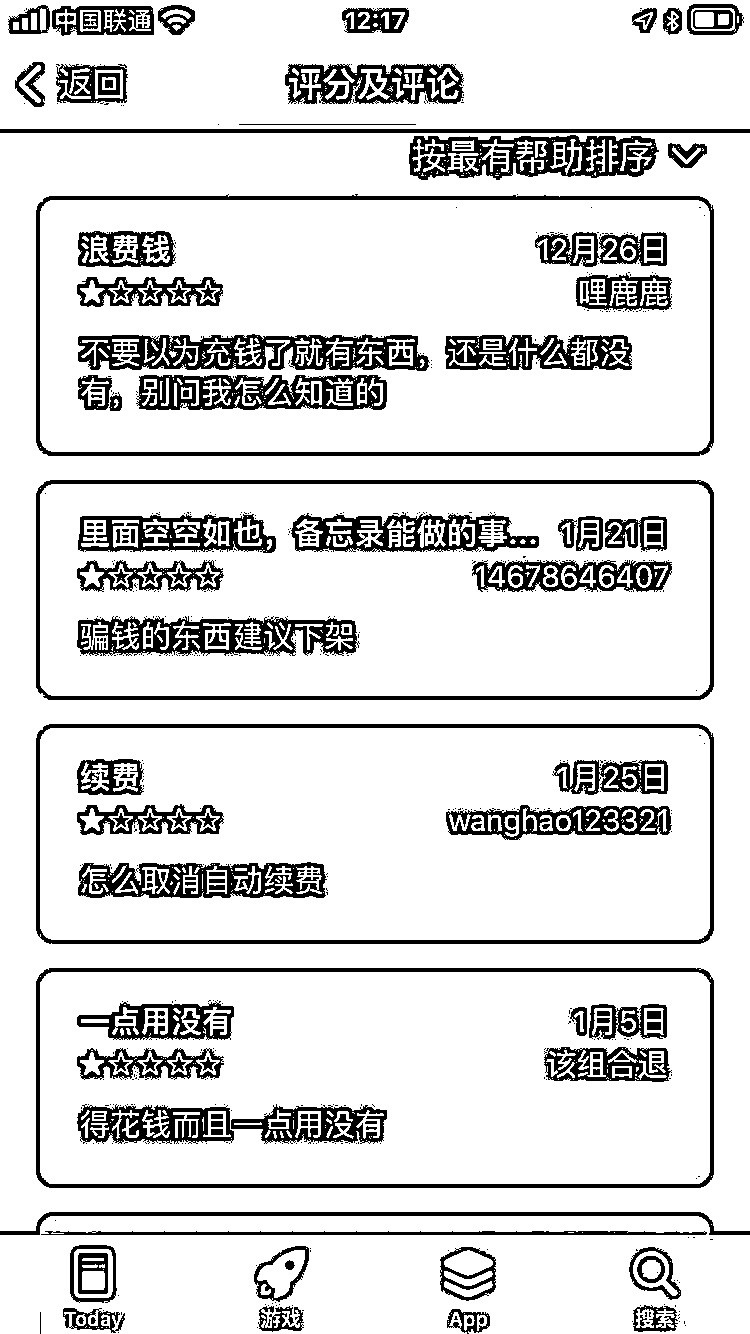 中国联通 12:17
返回 评分及评论
按最有帮助排序
浪费钱 12月26日
★☆☆☆☆ 哩鹿鹿
不要以为充钱了就有东西，还是什么都没
有，别问我怎么知道的
里面空空如也，备忘录能做的事... 1月21日
★☆☆☆☆ 14678646407
骗钱的东西建议下架
续费 1月25日
★☆☆☆☆ wanghao123321
怎么取消自动续费
一点用没有 1月5日
★☆☆☆☆ 该组合退
得花钱而且一点用没有
Today 游戏 App 搜索